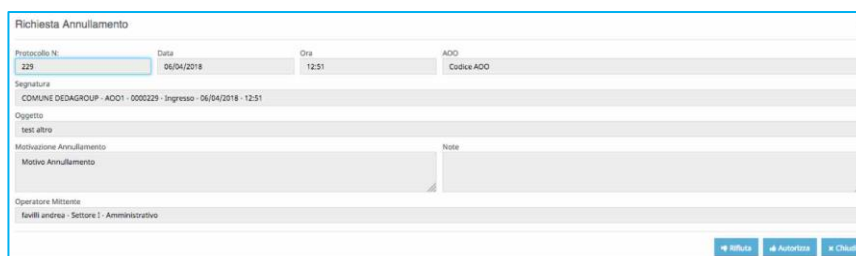 Richiesta Annullamento
Protocollo N: Data Ora AOO
229 06/04/2018 12:51 Codice AOO
Segnatura
COMUNE DEDAGROUP - AOO1 - 0000229 - Ingresso - 06/04/2018 - 12:51
Oggetto
test altro
Motivazione Annullamento Note
Motivo Annullamento
Operatore Mittente
favilli andrea - Settore I - Amministrativo
Rifiuta Autorizza x Chiudi